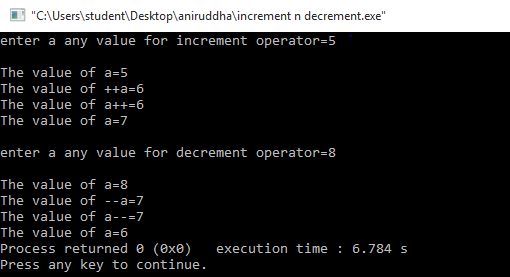 "C:\Users\student\Desktop\aniruddha\increment n decrement.exe"
enter a any value for increment operator=5
The value of a=5
The value of ++a=6
The value of a++=6
The value of a=7
enter a any value for decrement operator=8
The value of a=8
The value of --a=7
The value of a--=7
The value of a=6
Process returned 0 (0x0)   execution time : 6.784 s
Press any key to continue.